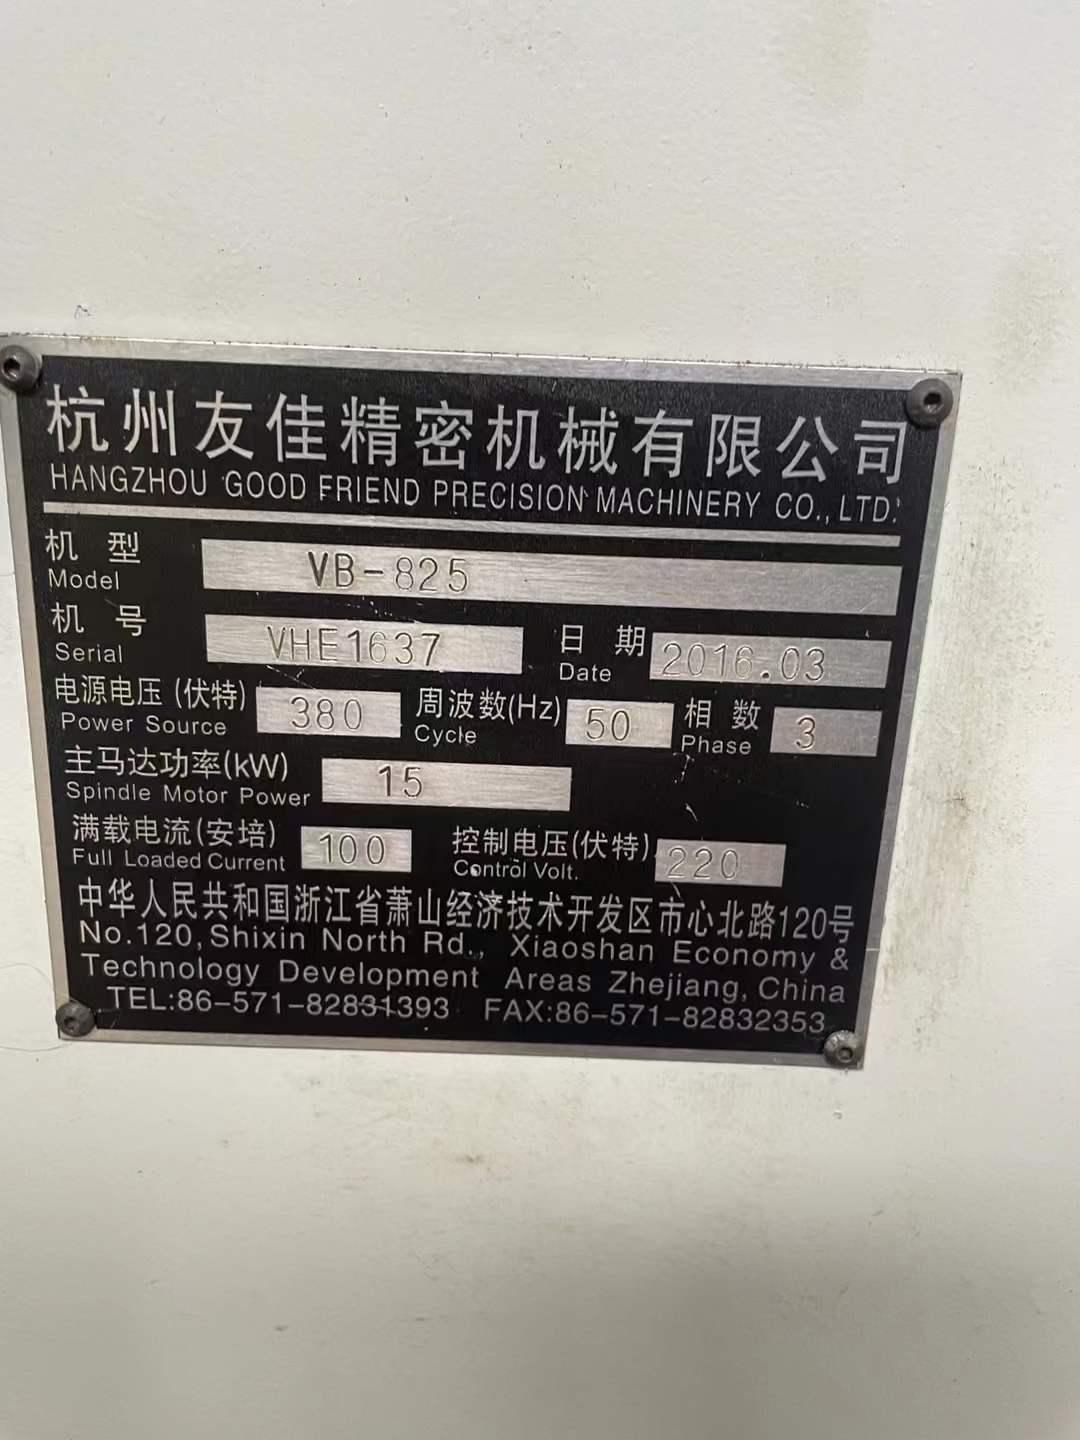 杭州友佳精密机械有限公司
HANGZHOU GOOD FRIEND PRECISION MACHINERY CO., LTD.
机型 VB-825
Model
机号 VHE1637 日期 2016.03
Serial Date
电源电压(伏特) 380 周波数(Hz) 50 相数 3
Power Source Cycle Phase
主马达功率(kW) 15
Spindle Motor Power
满载电流(安培) 100 控制电压(伏特) 220
Full Loaded Current Control Volt.
中华人民共和国浙江省萧山经济技术开发区市心北路120号
No.120, Shixin North Rd., Xiaoshan Economy &
Technology Development Areas Zhejiang, China
TEL:86-571-82831393 FAX:86-571-82832353